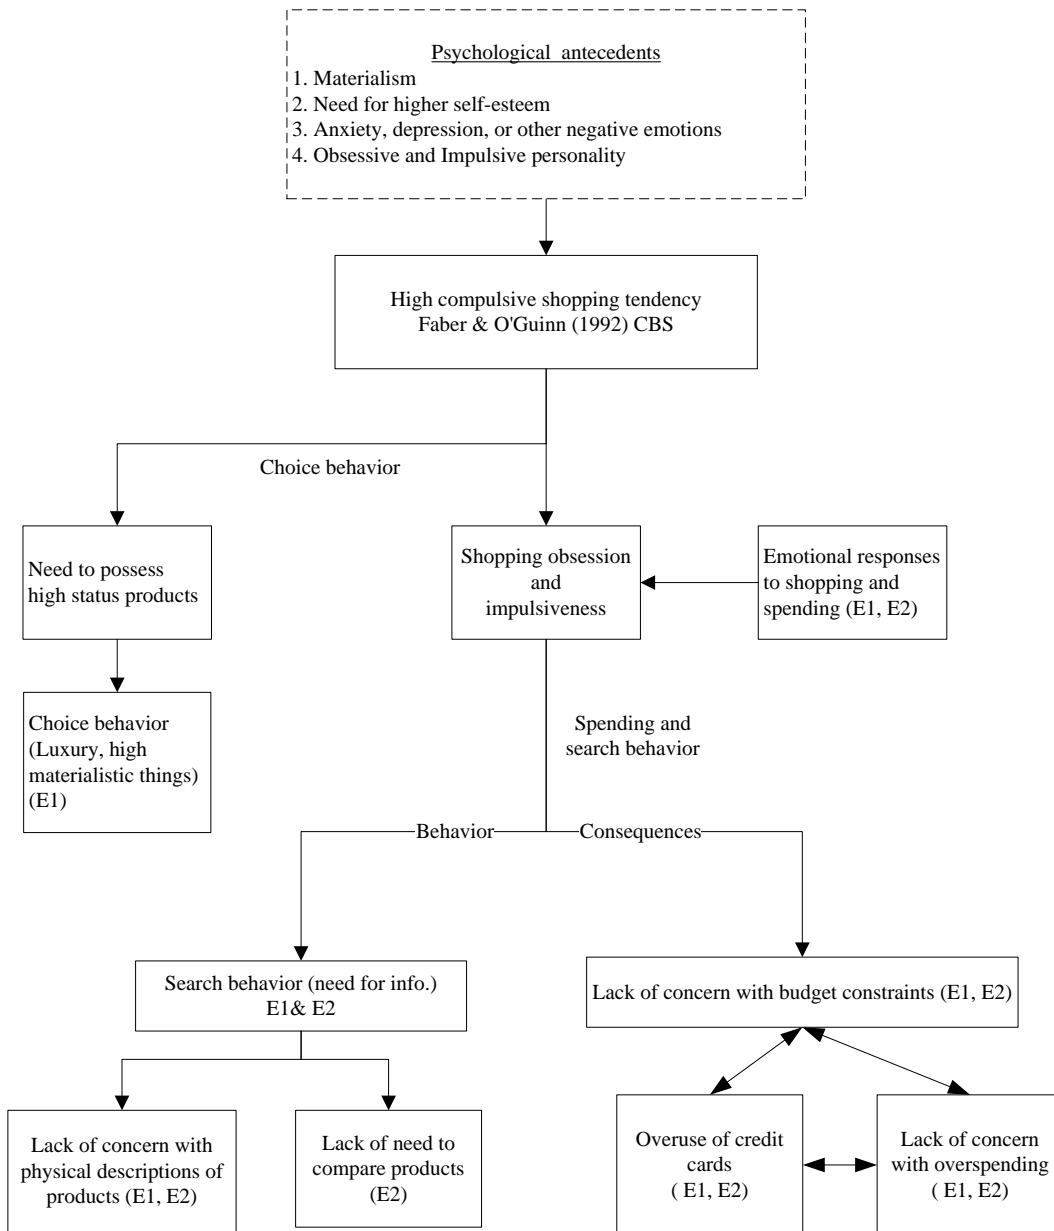 Psychological antecedents
1. Materialism
2. Need for higher self-esteem
3. Anxiety, depression, or other negative emotions
4. Obsessive and Impulsive personality
High compulsive shopping tendency
Faber & O'Guinn (1992) CBS
Choice behavior
Need to possess
high status products
Shopping obsession
and
impulsiveness
Emotional responses
to shopping and
spending (E1, E2)
Choice behavior
(Luxury, high
materialistic things)
(E1)
Spending and
search behavior
Behavior
Consequences
Search behavior (need for info.)
E1& E2
Lack of concern with budget constraints (E1, E2)
Lack of concern with
physical descriptions of
products (E1, E2)
Lack of need to
compare products
(E2)
Overuse of credit
cards
( E1, E2)
Lack of concern
with overspending
( E1, E2)